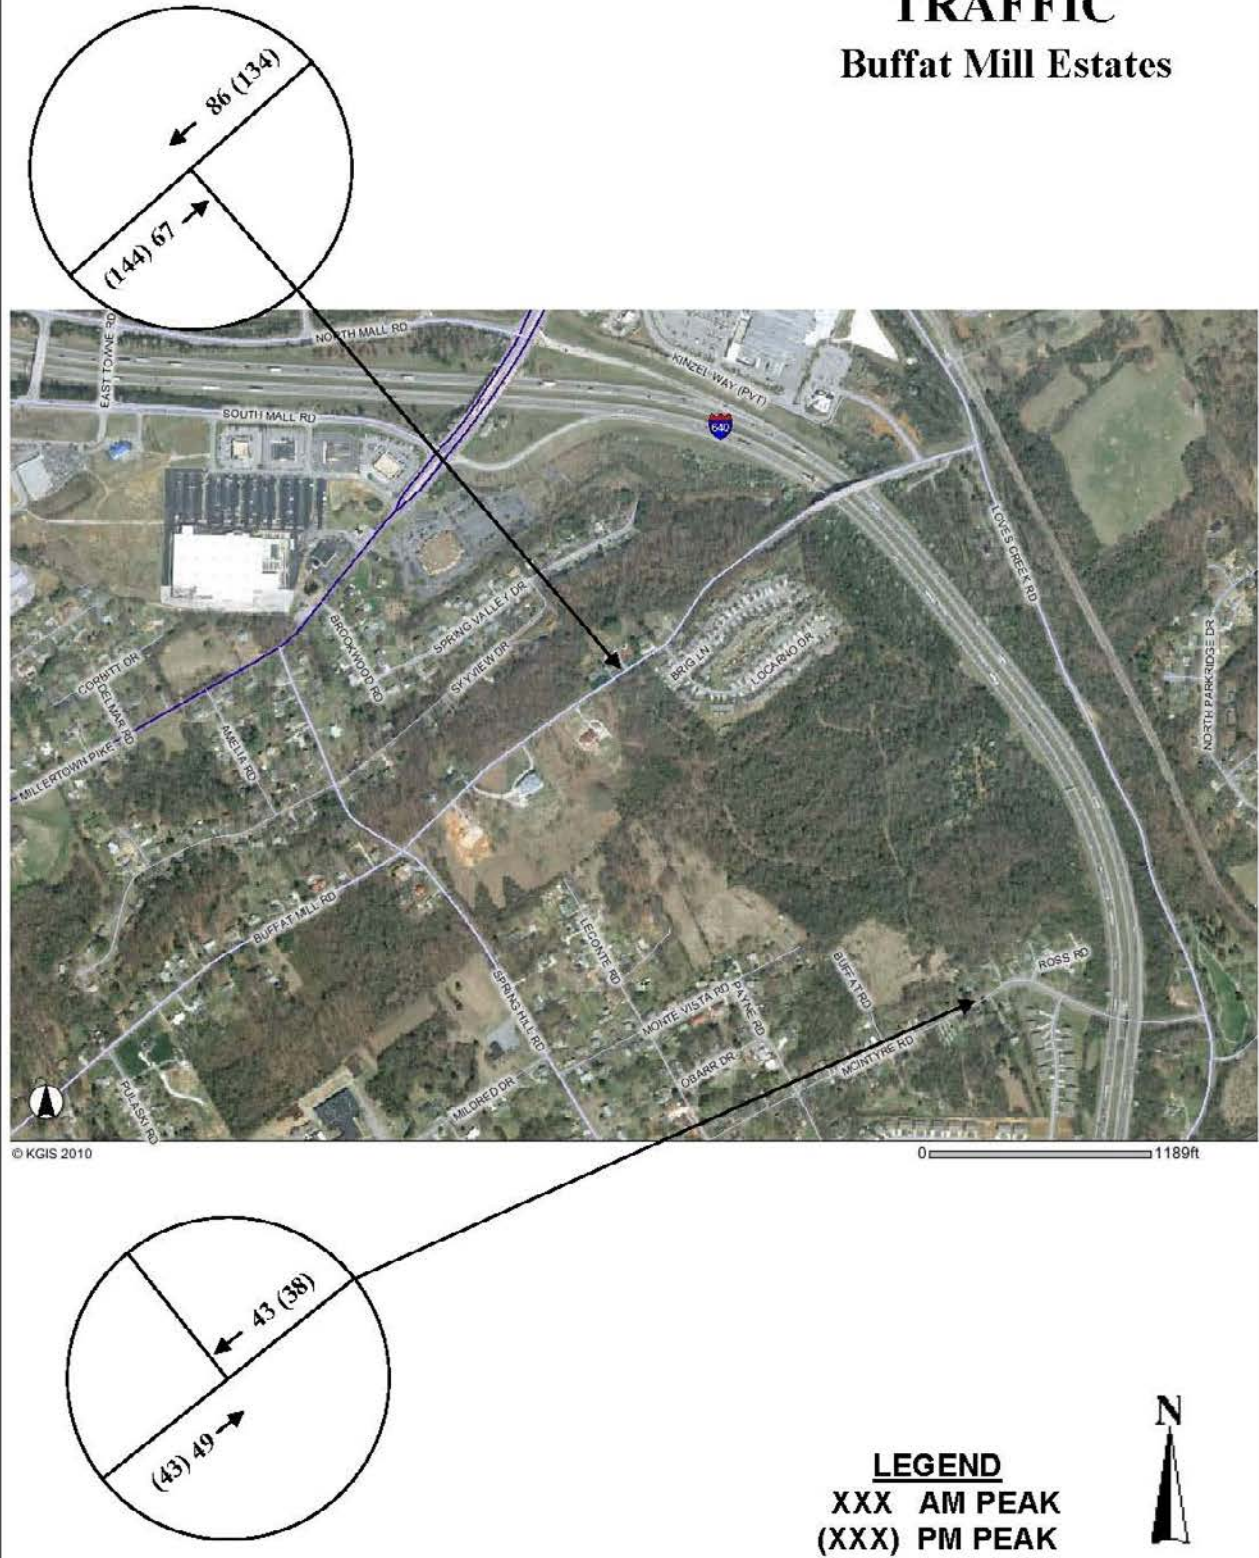 TRAFFIC
Buffat Mill Estates
86 (134)
(144) 67
NORTH MALL RD
EAST TOWNE RD
SOUTH MALL RD
KINZEL WAY (PVT)
640
LOVES CREEK RD
BROOKWOOD RD
SPRING VALLEY DR
SKYVIEW DR
BRIG LN
LOCARNO DR
NORTH PARKRIDGE DR
CORBITT DR
DELMAR RD
AMELIA RD
MILLERTOWN PIKE
BUFFAT MILL RD
LECONTE RD
SPRING HILL RD
MONTE VISTA RD
PAYNE RD
BUFFAT RD
ROSS RD
MCINTYRE RD
OBARR DR
MILDRED DR
PULASKI RD
© KGIS 2010
0 1189ft
43 (38)
(43) 49
N
LEGEND
XXX AM PEAK
(XXX) PM PEAK